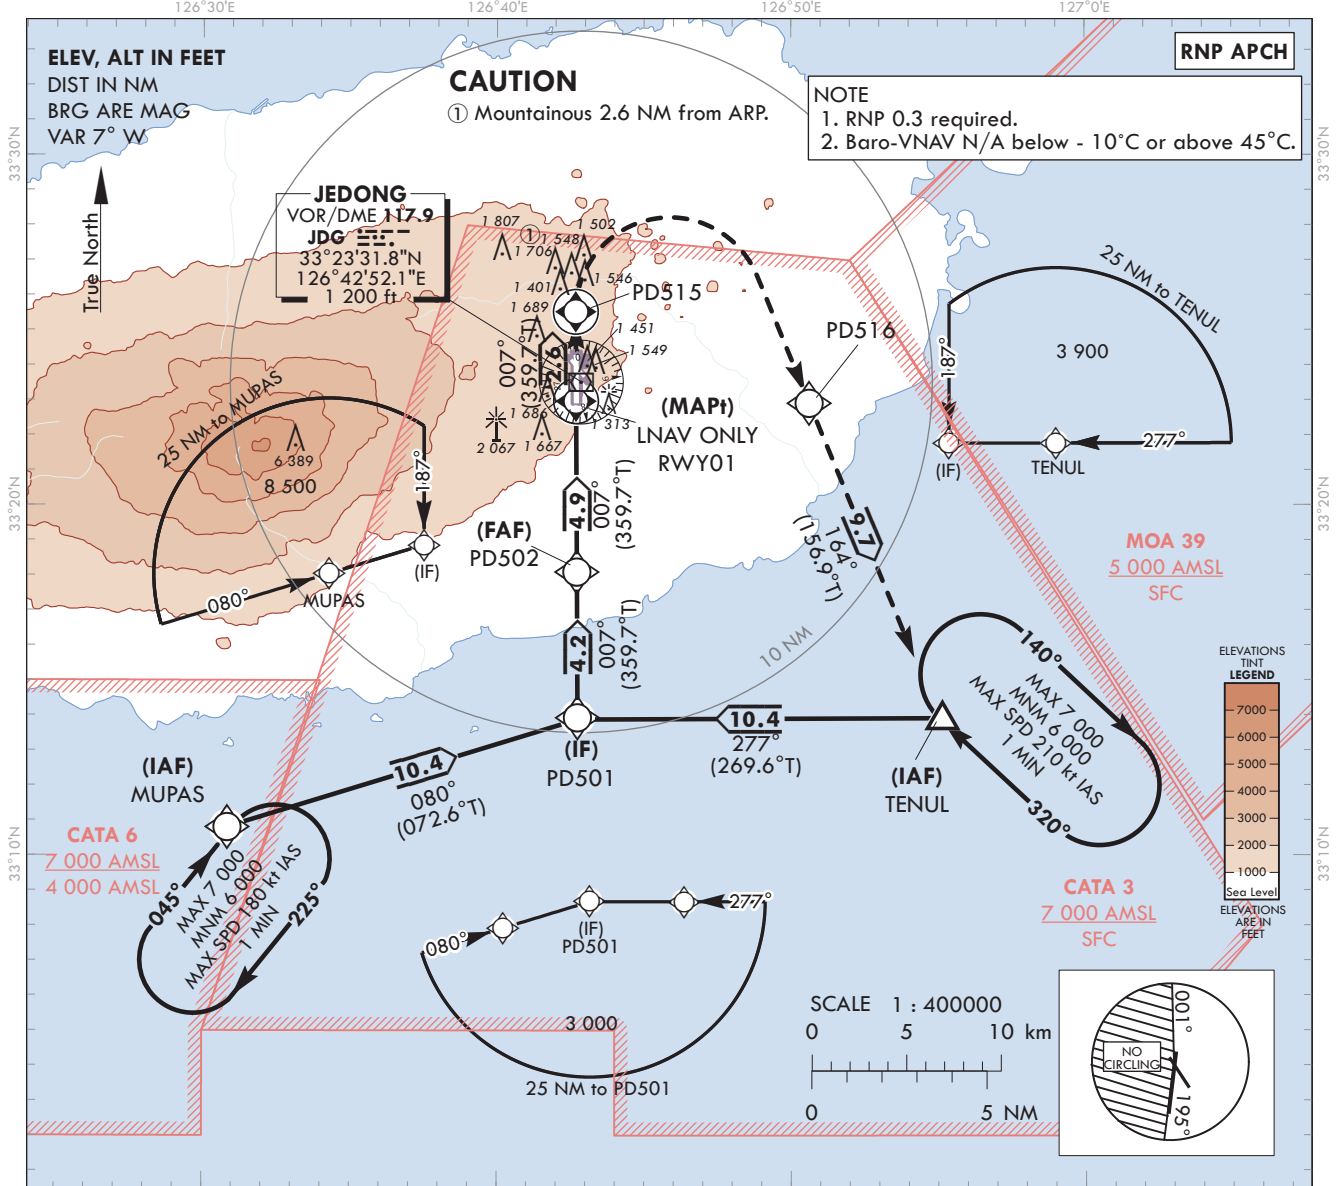 126°30'E
126°40'E
126°50'E
127°0'E
ELEV, ALT IN FEET
DIST IN NM
BRG ARE MAG
VAR 7° W
CAUTION
① Mountainous 2.6 NM from ARP.
RNP APCH
NOTE
1. RNP 0.3 required.
2. Baro-VNAV N/A below - 10°C or above 45°C.
33°30'N
33°30'N
True North
JEDONG
VOR/DME 117.9
JDG
33°23'31.8"N
126°42'52.1"E
1 200 ft
1 807
①
1 502
1 548
1 706
1 546
1 401
1 689
PD515
1 451
1 549
007°
(359.7°T)
2.6
1 686
1 313
2 067
1 667
(MAPt)
LNAV ONLY
RWY01
PD516
25 NM to TENUL
3 900
187°
277°
(IF)
TENUL
25 NM to MUPAS
6 389
8 500
187°
080°
MUPAS
(IF)
33°20'N
33°20'N
4.9
007°
(359.7°T)
(FAF)
PD502
9.7
164°
(156.9°T)
MOA 39
5 000 AMSL
SFC
4.2
007°
(359.7°T)
10 NM
140°
MAX 7 000
MNM 6 000
MAX SPD 210 kt IAS
1 MIN
320°
ELEVATIONS
TINT
LEGEND
7000
6000
5000
4000
3000
2000
1000
Sea Level
ELEVATIONS
ARE IN
FEET
10.4
277°
(269.6°T)
(IF)
PD501
(IAF)
TENUL
(IAF)
MUPAS
10.4
080°
(072.6°T)
CATA 6
7 000 AMSL
4 000 AMSL
33°10'N
33°10'N
045°
MAX 7 000
MNM 6 000
MAX SPD 180 kt IAS
1 MIN
225°
CATA 3
7 000 AMSL
SFC
080°
(IF)
PD501
277°
3 000
25 NM to PD501
SCALE 1 : 400000
0 5 10 km
0 5 NM
NO
CIRCLING
001°
195°